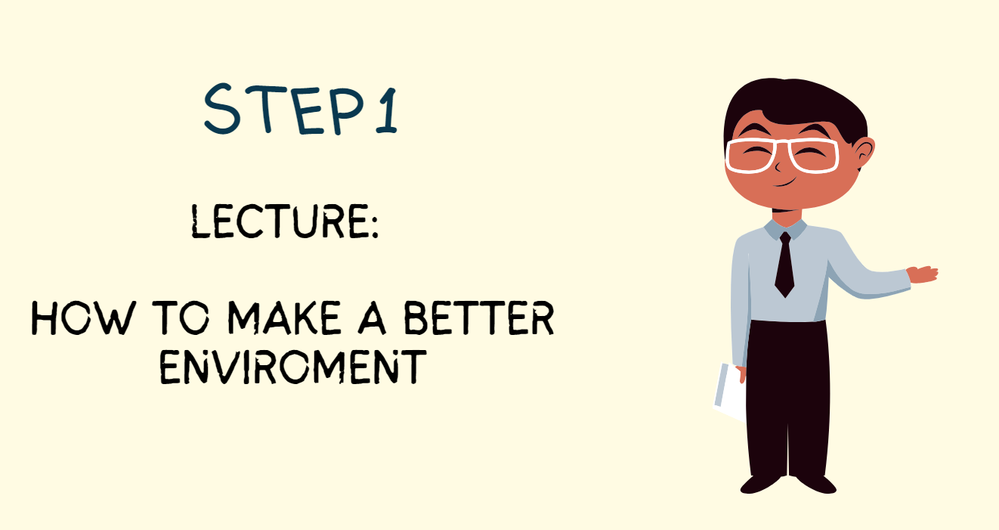 STEP 1
LECTURE:
HOW TO MAKE A BETTER
ENVIROMENT